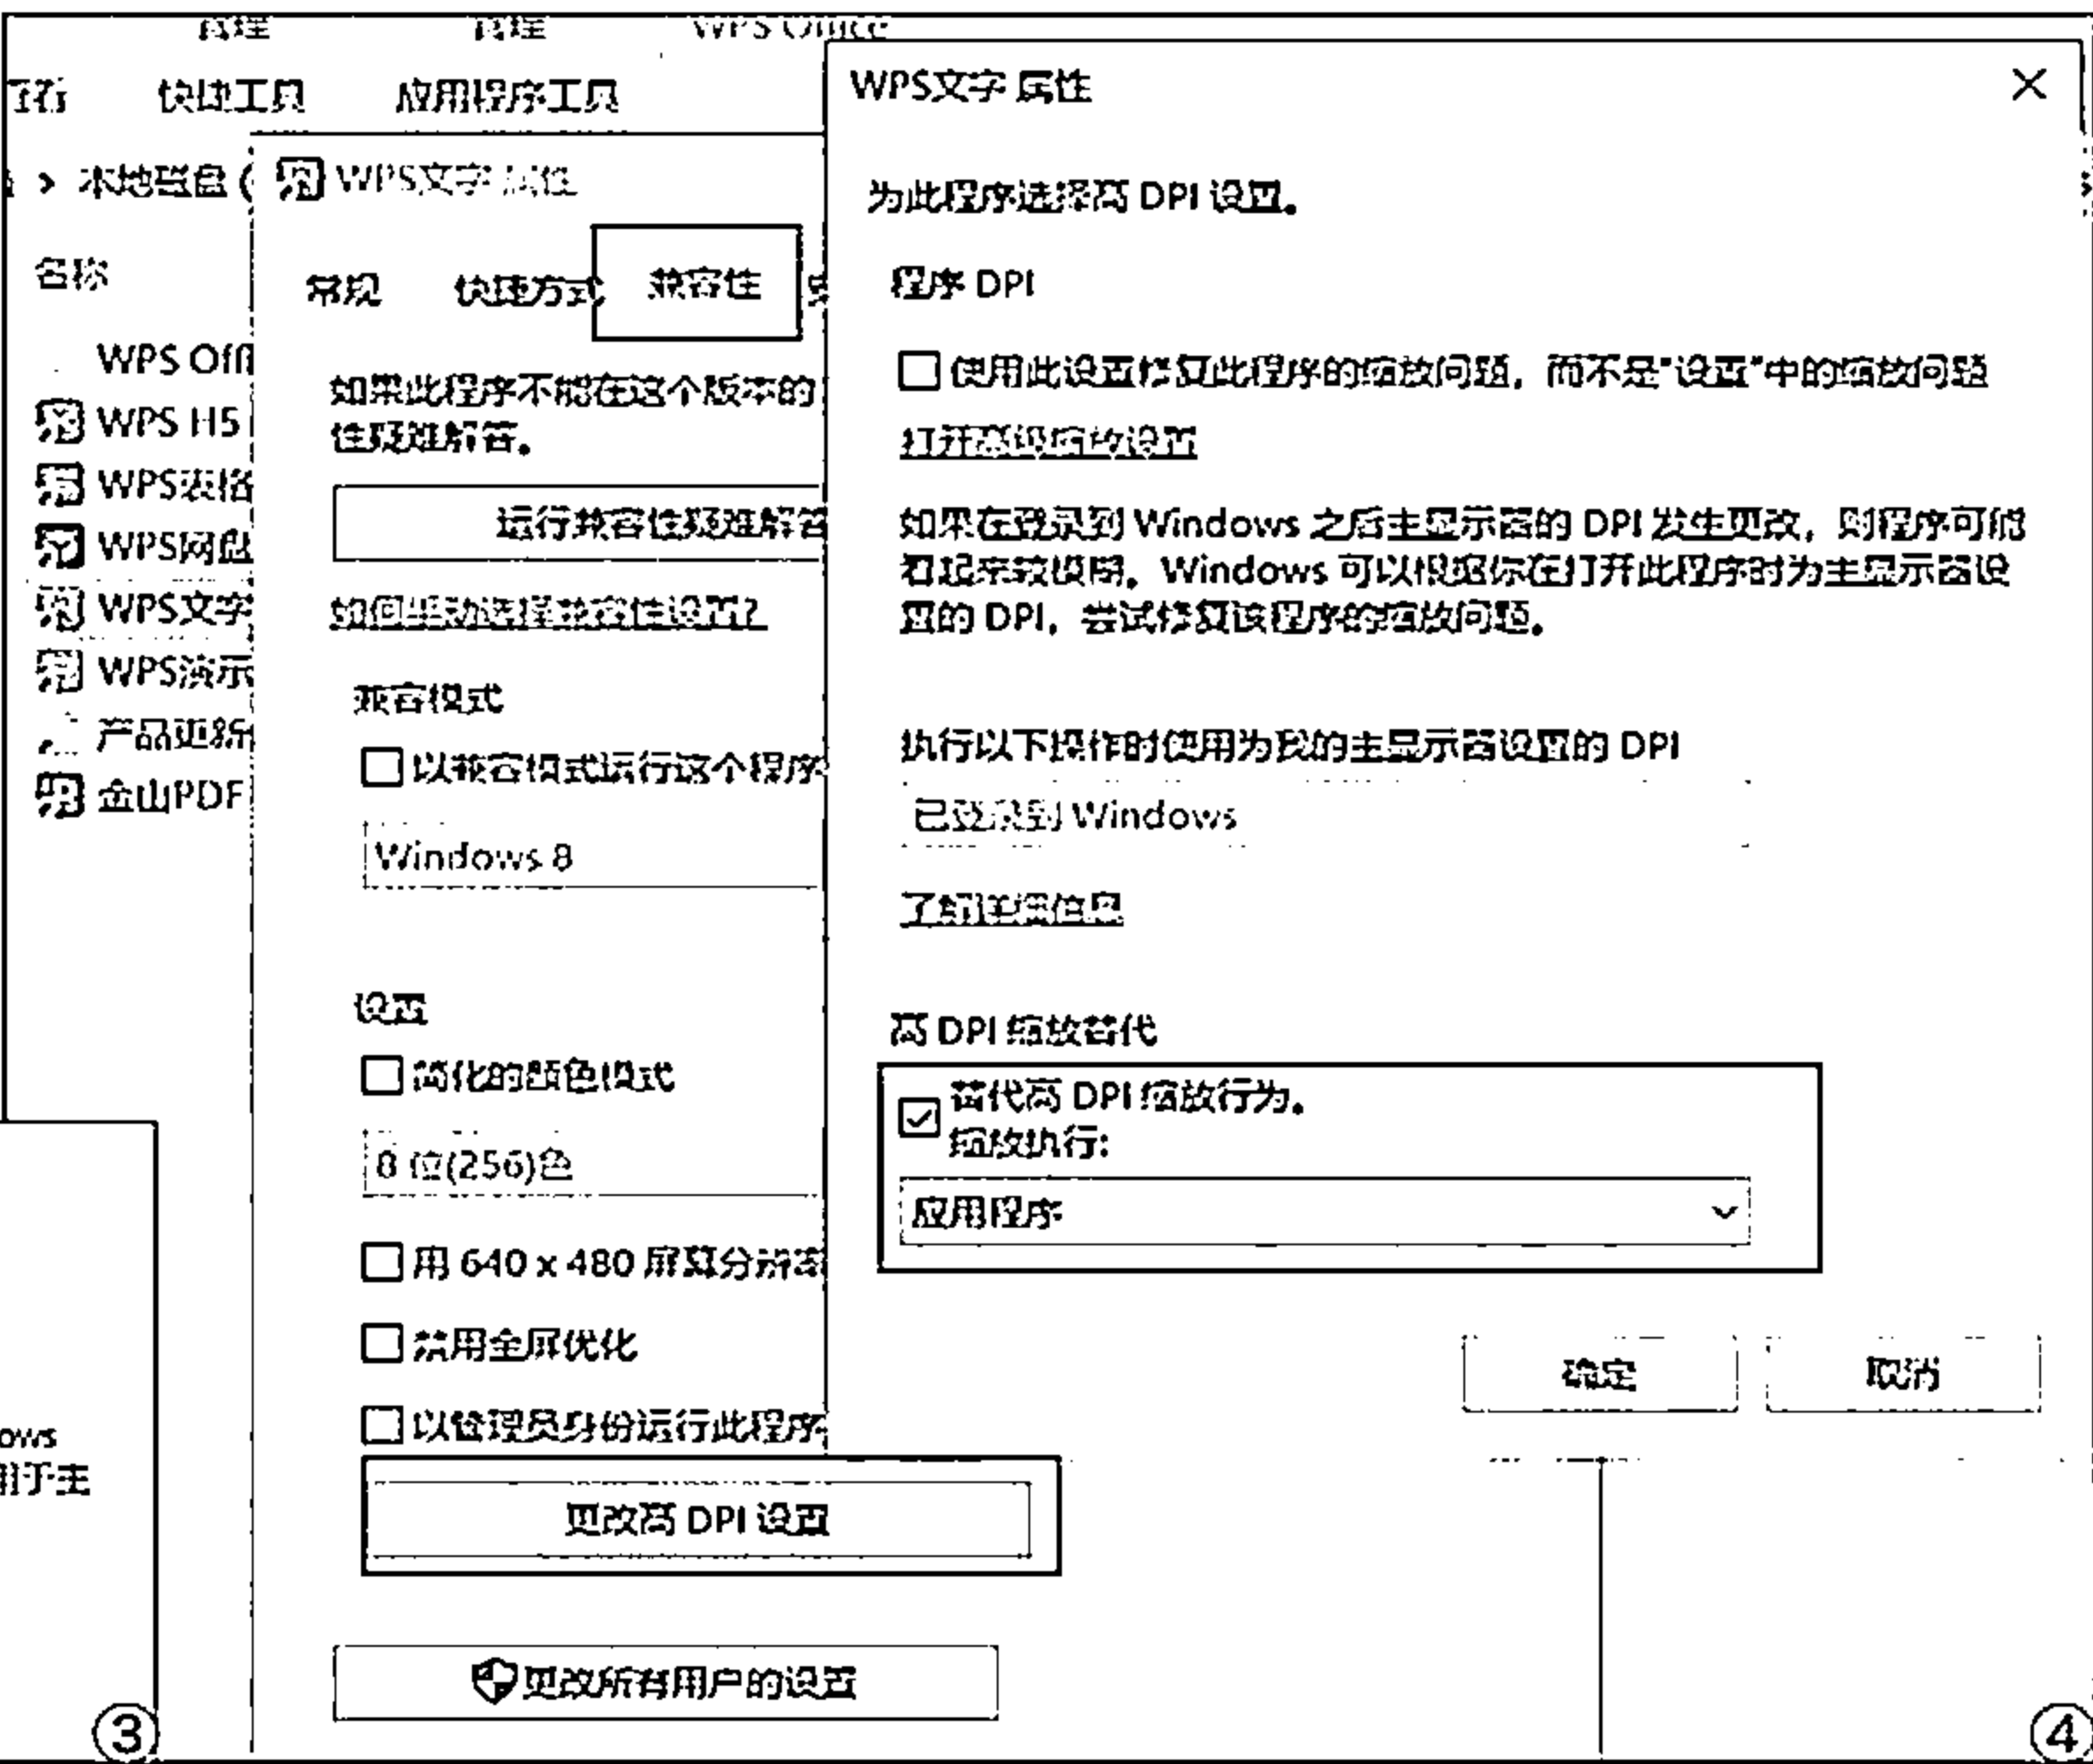 管理 管理 WPS Office
快捷工具 应用程序工具
WPS文字 属性
本地磁盘 (
WPS文字 属性
为此程序选择高 DPI 设置。
名称
常规 快捷方式 兼容性
程序 DPI
WPS Offi
WPS H5
WPS表格
WPS网盘
WPS文字
WPS演示
产品更新
金山PDF
如果此程序不能在这个版本的
性疑难解答。
运行兼容性疑难解答
如何手动选择兼容性设置?
兼容模式
以兼容模式运行这个程序
Windows 8
设置
简化的颜色模式
8 位(256)色
用 640 x 480 屏幕分辨率
禁用全屏优化
以管理员身份运行此程序
更改高 DPI 设置
更改所有用户的设置
使用此设置修复此程序的缩放问题，而不是"设置"中的缩放问题
打开高级缩放设置
如果在登录到 Windows 之后主显示器的 DPI 发生更改，则程序可能
看起来较模糊。Windows 可以根据你在打开此程序时为主显示器设
置的 DPI，尝试修复该程序的缩放问题。
执行以下操作时使用为我的主显示器设置的 DPI
已登录到 Windows
了解详细信息
高 DPI 缩放替代
替代高 DPI 缩放行为。
缩放执行:
应用程序
确定 取消
ows
用于主
③
④